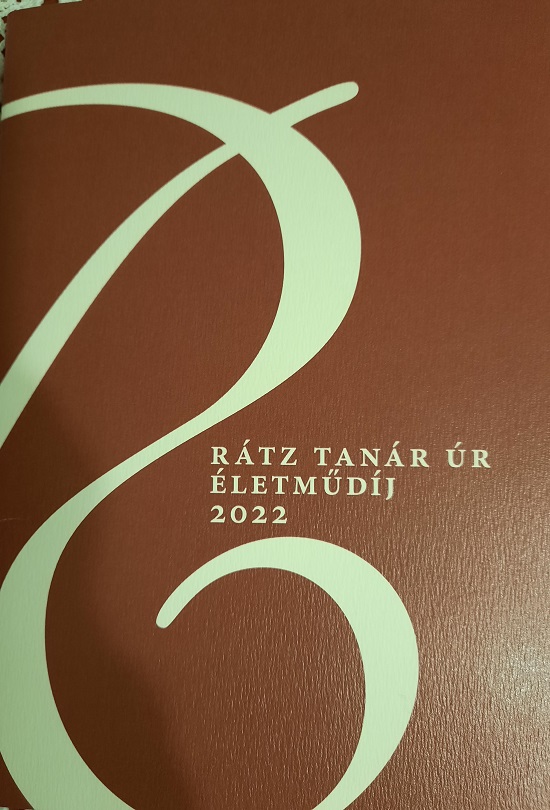 RÁTZ TANÁR ÚR
ÉLETMŰDÍJ
2022